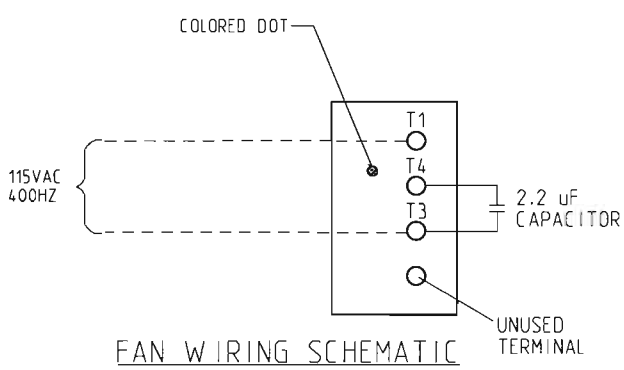 COLORED DOT
T1
T4
115VAC
400HZ
2.2 uF
CAPACITOR
T3
UNUSED
TERMINAL
FAN WIRING SCHEMATIC